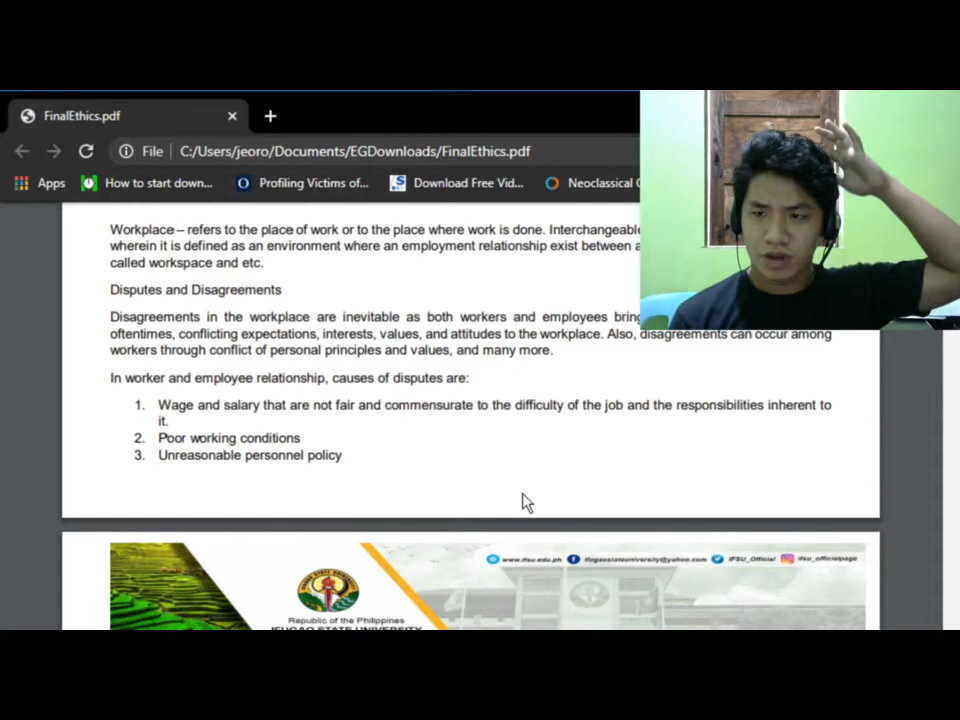 FinalEthics.pdf
File | C:/Users/jeoro/Documents/EGDownloads/FinalEthics.pdf
Apps How to start down... Profiling Victims of... Download Free Vid... Neoclassical
Workplace – refers to the place of work or to the place where work is done. Interchangeable
wherein it is defined as an environment where an employment relationship exist between
called workspace and etc.
Disputes and Disagreements
Disagreements in the workplace are inevitable as both workers and employees bring
oftentimes, conflicting expectations, interests, values, and attitudes to the workplace. Also, disagreements can occur among
workers through conflict of personal principles and values, and many more.
In worker and employee relationship, causes of disputes are:
1. Wage and salary that are not fair and commensurate to the difficulty of the job and the responsibilities inherent to
it.
2. Poor working conditions
3. Unreasonable personnel policy
www.ifsu.edu.ph ifugaostateuniversity@yahoo.com IFSU_Official ifsu_officialpage
Republic of the Philippines
IFUGAO STATE UNIVERSITY